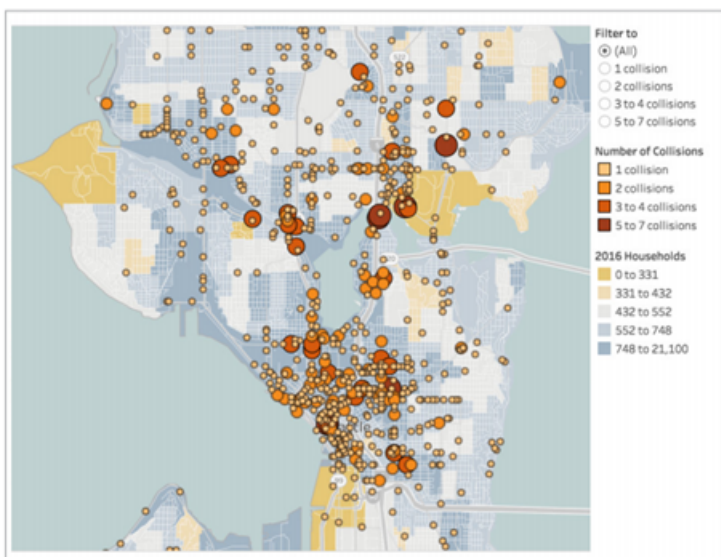 Filter to
(All)
1 collision
2 collisions
3 to 4 collisions
5 to 7 collisions
Number of Collisions
1 collision
2 collisions
3 to 4 collisions
5 to 7 collisions
2016 Households
0 to 331
331 to 432
432 to 552
552 to 748
748 to 21,100
522
99